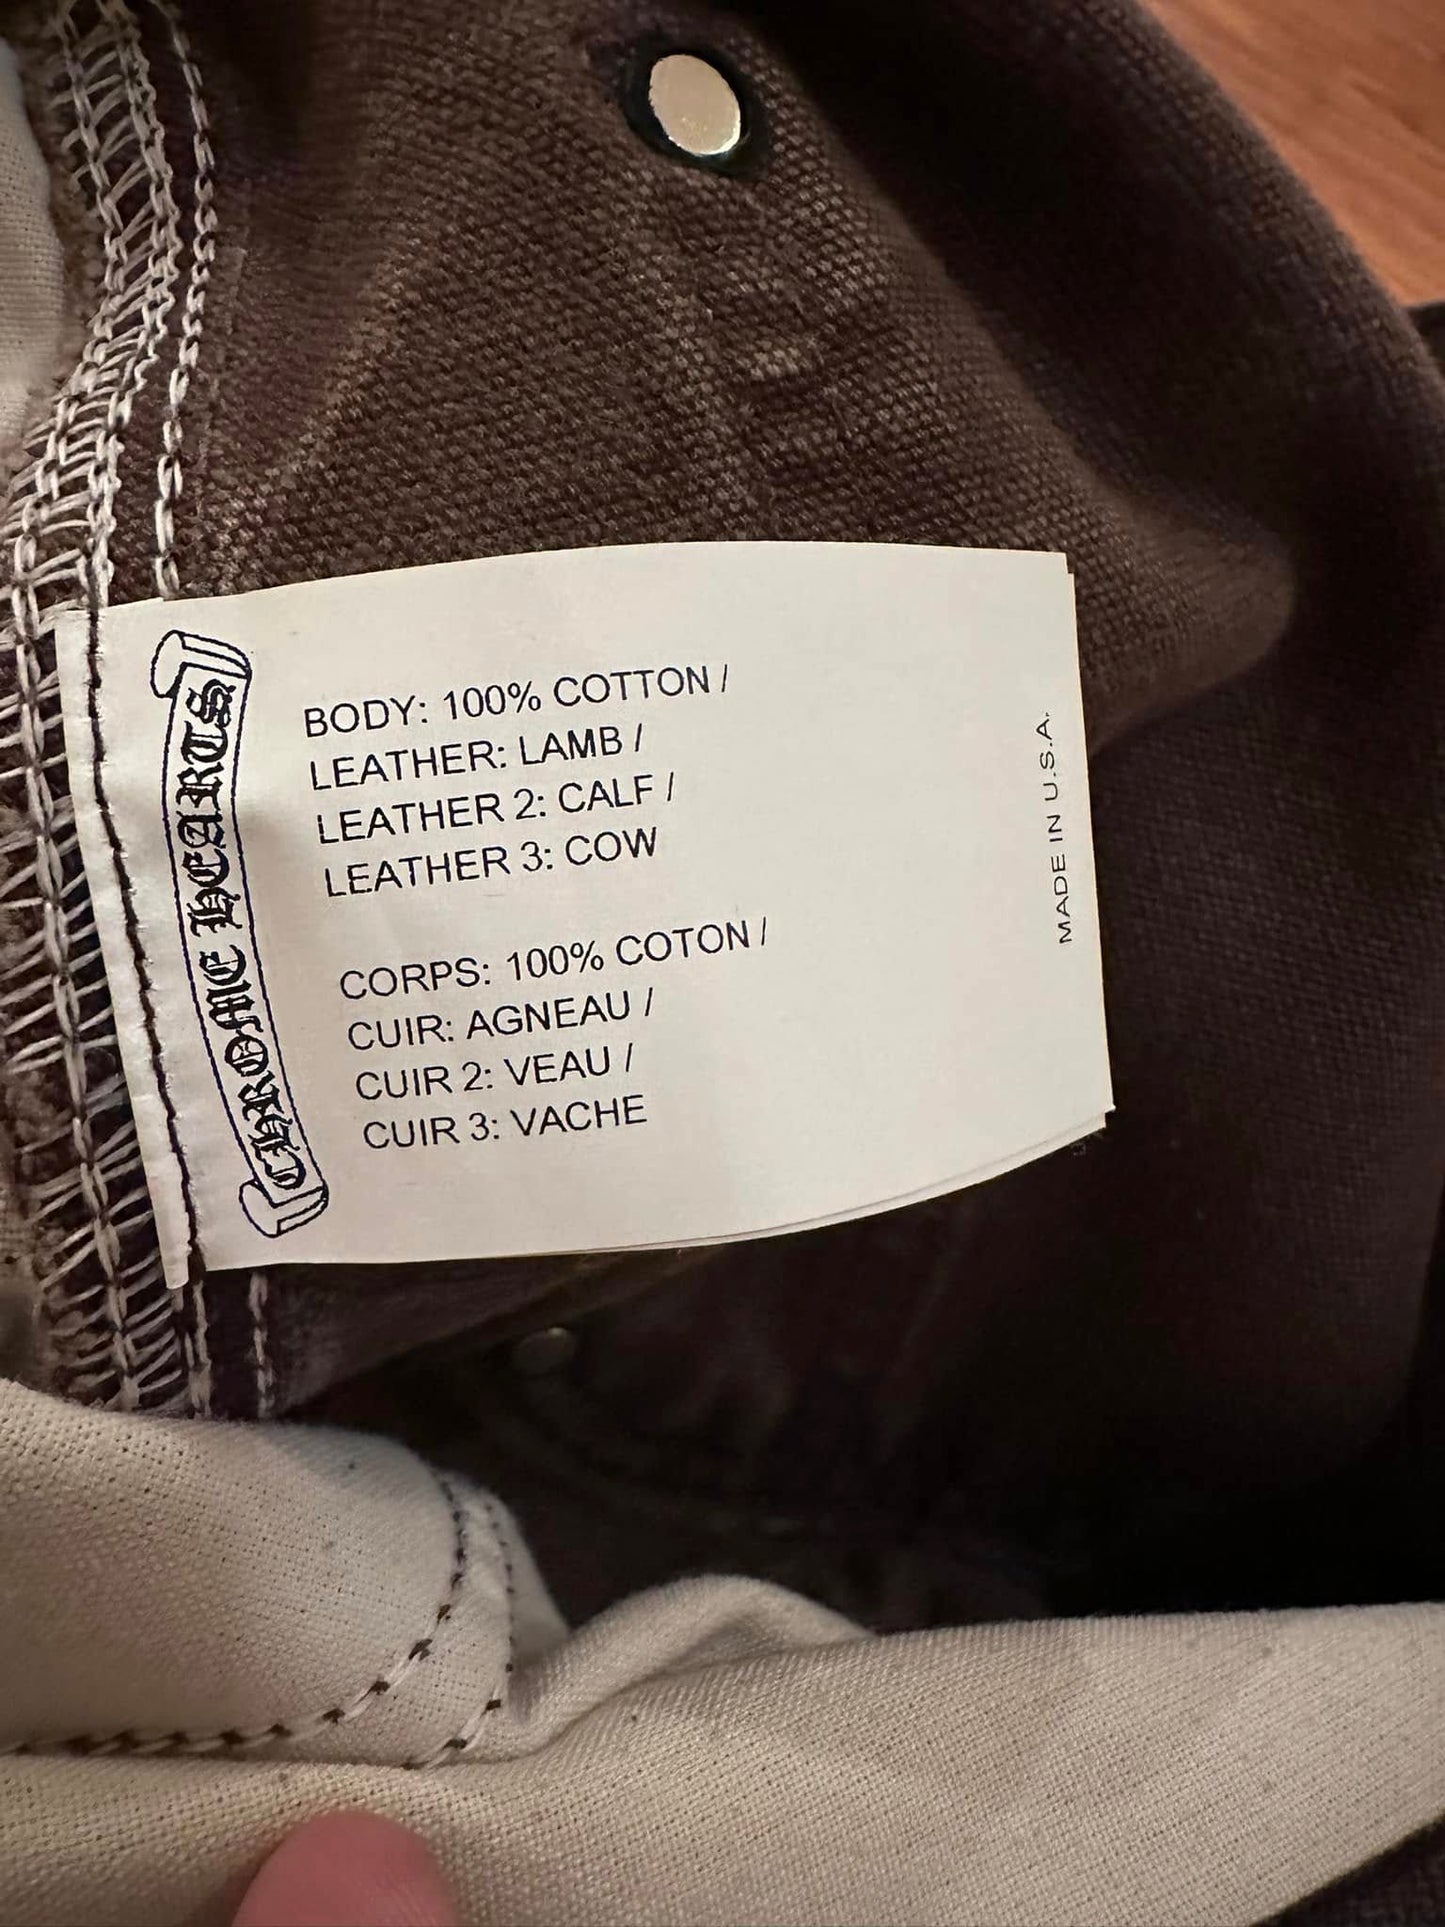 CHROME HEARTS
BODY: 100% COTTON /
LEATHER: LAMB /
LEATHER 2: CALF /
LEATHER 3: COW
CORPS: 100% COTON /
CUIR: AGNEAU /
CUIR 2: VEAU /
CUIR 3: VACHE
MADE IN U.S.A.